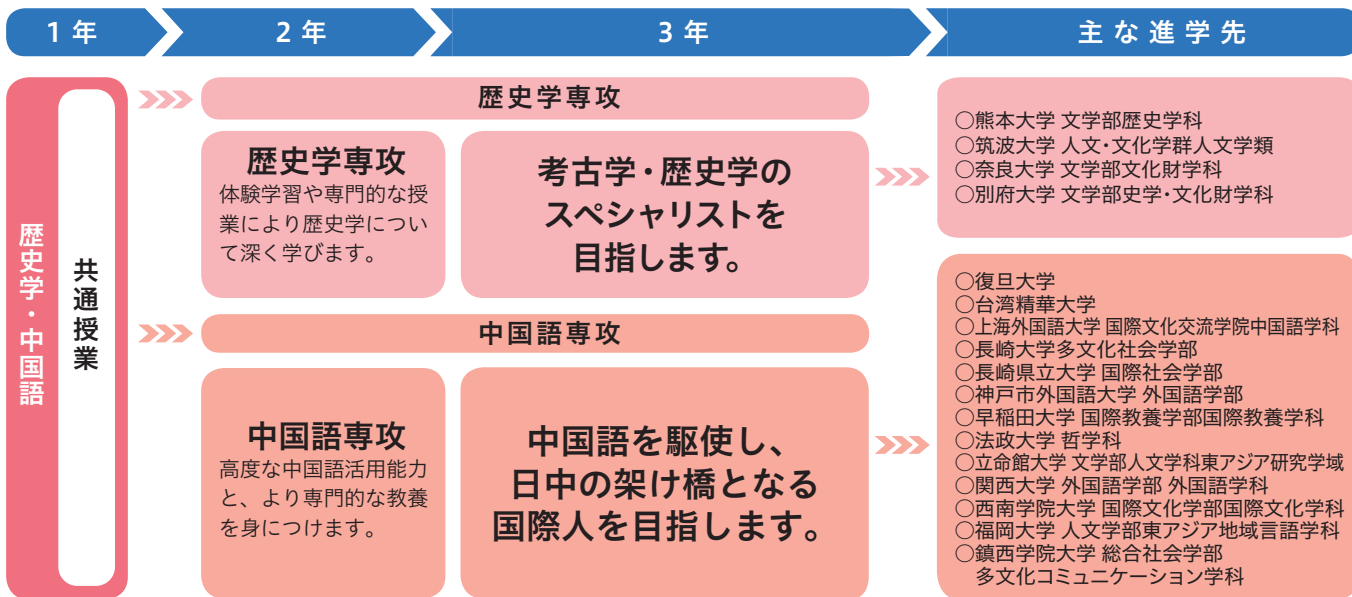 1年
2年
3年
主な進学先
歴史学・中国語
共通授業
歴史学専攻
歴史学専攻
体験学習や専門的な授
業により歴史学につい
て深く学びます。
考古学・歴史学の
スペシャリストを
目指します。
○熊本大学 文学部歴史学科
○筑波大学 人文・文化学群人文学類
○奈良大学 文学部文化財学科
○別府大学 文学部史学・文化財学科
中国語専攻
中国語専攻
高度な中国語活用能力
と、より専門的な教養
を身につけます。
中国語を駆使し、
日中の架け橋となる
国際人を目指します。
○復旦大学
○台湾精華大学
○上海外国語大学 国際文化交流学院中国語学科
○長崎大学多文化社会学部
○長崎県立大学 国際社会学部
○神戸市外国語大学 外国語学部
○早稲田大学 国際教養学部国際教養学科
○法政大学 哲学科
○立命館大学 文学部人文学科東アジア研究学域
○関西大学 外国語学部 外国語学科
○西南学院大学 国際文化学部国際文化学科
○福岡大学 人文学部東アジア地域言語学科
○鎮西学院大学 総合社会学部
多文化コミュニケーション学科